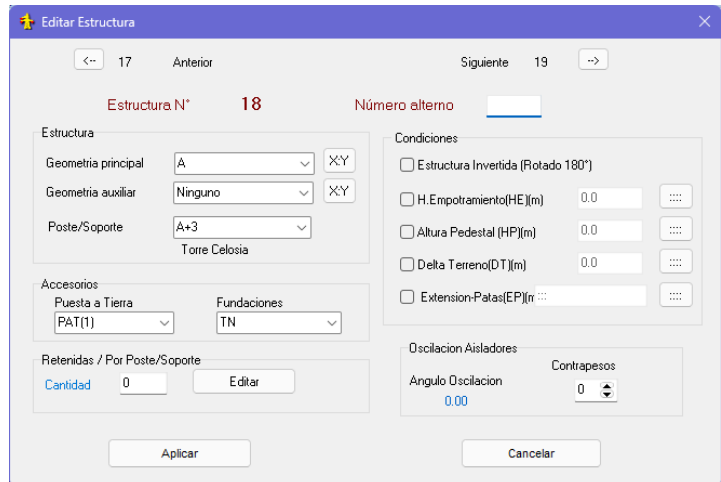 Editar Estructura
<-- 17 Anterior Siguiente 19 -->
Estructura N° 18 Número alterno
Estructura
Geometria principal A X:Y
Geometria auxiliar Ninguno X:Y
Poste/Soporte A+3
Torre Celosia
Accesorios
Puesta a Tierra Fundaciones
PAT(1) TN
Retenidas / Por Poste/Soporte
Cantidad 0 Editar
Condiciones
Estructura Invertida (Rotado 180°)
H.Empotramiento(HE)(m) 0.0 ::::
Altura Pedestal (HP)(m) 0.0 ::::
Delta Terreno(DT)(m) 0.0 ::::
Extension-Patas(EP)(m :::  ::::
Oscilacion Aisladores
Contrapesos
Angulo Oscilacion 0
0.00
Aplicar Cancelar